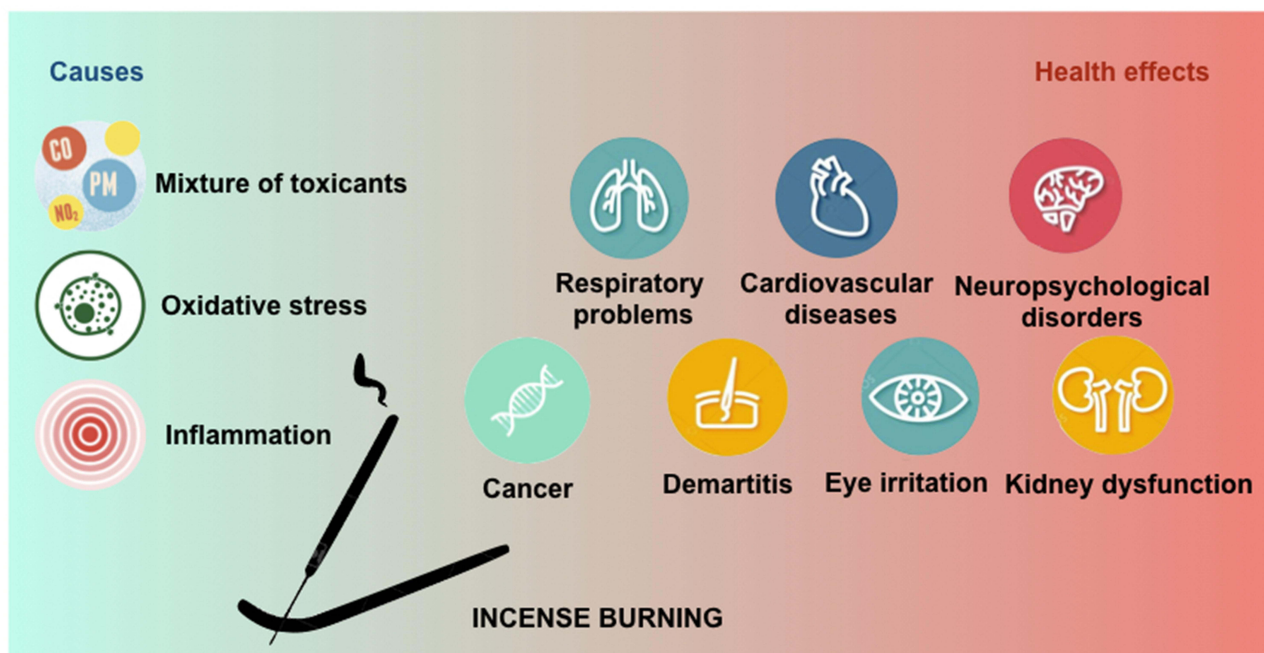 Causes
Health effects
CO
PM
NO₂
Mixture of toxicants
Oxidative stress
Inflammation
Respiratory
problems
Cardiovascular
diseases
Neuropsychological
disorders
Cancer
Demartitis
Eye irritation
Kidney dysfunction
INCENSE BURNING